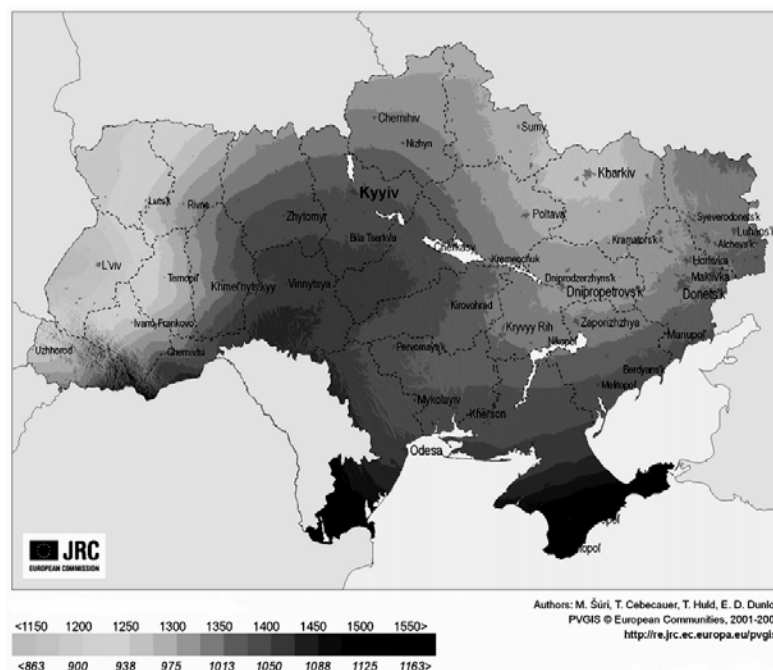 Chernihiv
Sumy
Nizhyn
Kharkiv
Kyyiv
Luts'k
Rivne
Zhytomyr
Poltava
Bila Tserkva
Cherkasy
Syeverodonets'k
Luhans'k
Kramators'k
Alchevs'k
L'viv
Kremenchuk
Horlivka
Ternopil'
Khmel'nyts'kyy
Vinnytsya
Dniprodzerzhyns'k
Makiivka
Dnipropetrovs'k
Donets'k
Kirovohrad
Ivano-Frankovo
Kryvyy Rih
Zaporizhzhya
Uzhhorod
Chernivtsi
Nikopol'
Mariupol'
Pervomays'k
Berdyans'k
Melitopol'
Mykolayiv
Kherson
Odesa
JRC
EUROPEAN COMMISSION
Authors: M. Šúri, T. Cebecauer, T. Huld, E. D. Dunlo
PVGIS © European Communities, 2001-200
http://re.jrc.ec.europa.eu/pvgis
<1150 1200 1250 1300 1350 1400 1450 1500 1550>
<863 900 938 975 1013 1050 1088 1125 1163>